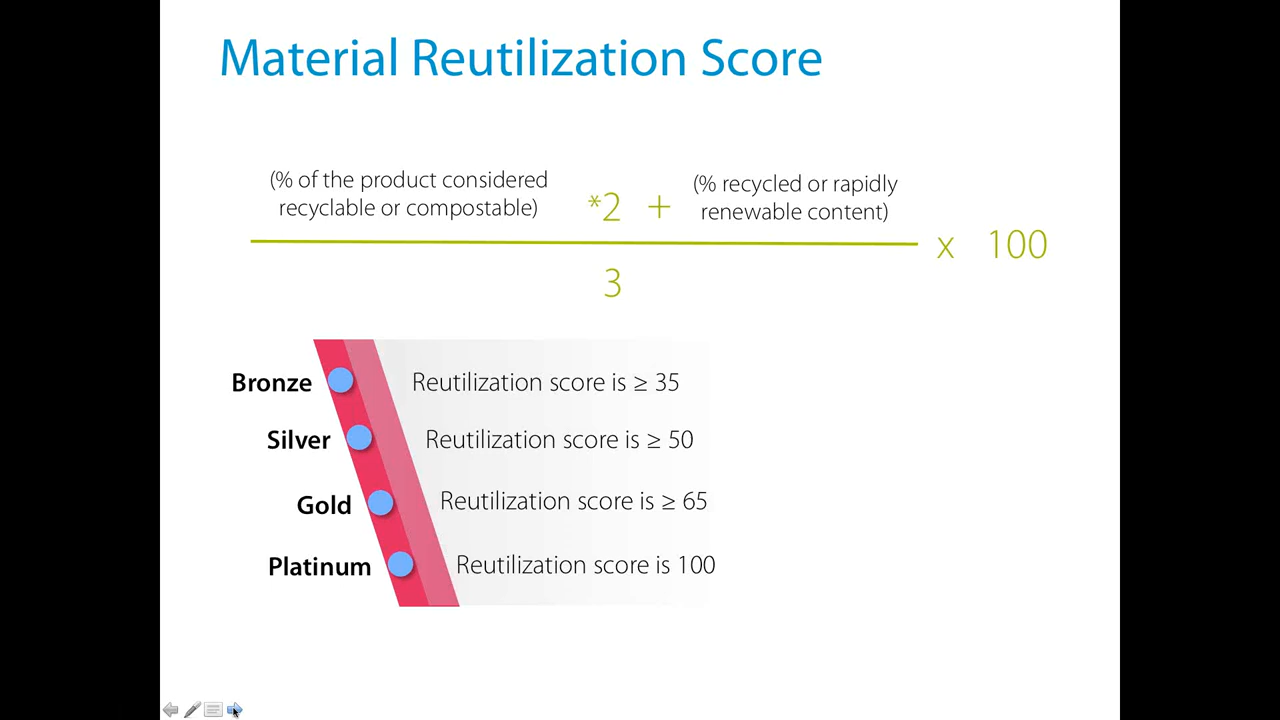 Material Reutilization Score
(% of the product considered
recyclable or compostable)
*2 +
(% recycled or rapidly
renewable content)
x 100
3
Bronze Reutilization score is ≥ 35
Silver Reutilization score is ≥ 50
Gold Reutilization score is ≥ 65
Platinum Reutilization score is 100